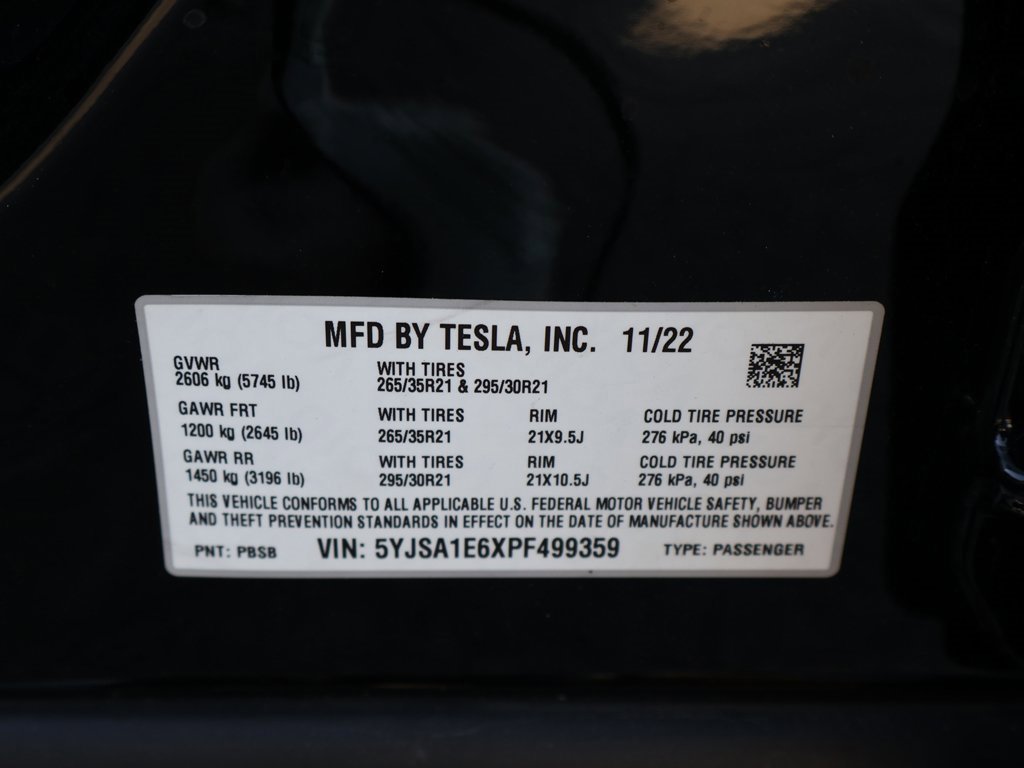 MFD BY TESLA, INC. 11/22
GVWR
2606 kg (5745 lb)
WITH TIRES
265/35R21 & 295/30R21
GAWR FRT WITH TIRES RIM COLD TIRE PRESSURE
1200 kg (2645 lb) 265/35R21 21X9.5J 276 kPa, 40 psi
GAWR RR WITH TIRES RIM COLD TIRE PRESSURE
1450 kg (3196 lb) 295/30R21 21X10.5J 276 kPa, 40 psi
THIS VEHICLE CONFORMS TO ALL APPLICABLE U.S. FEDERAL MOTOR VEHICLE SAFETY, BUMPER
AND THEFT PREVENTION STANDARDS IN EFFECT ON THE DATE OF MANUFACTURE SHOWN ABOVE.
PNT: PBSB VIN: 5YJSA1E6XPF499359 TYPE: PASSENGER